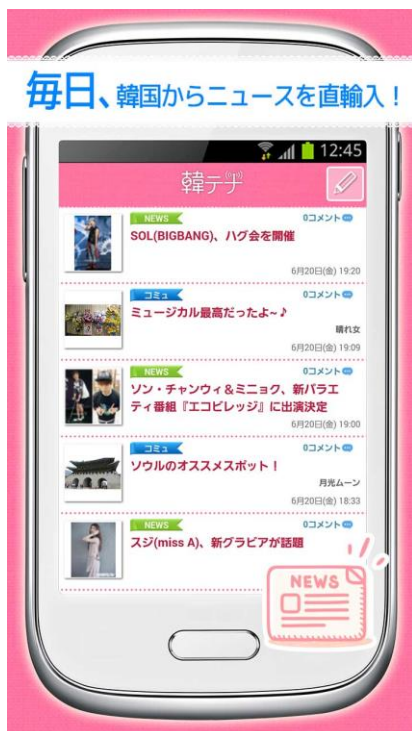 毎日、韓国からニュースを直輸入!
12:45
韓テナ
NEWS
0コメント
SOL(BIGBANG)、ハグ会を開催
6月20日(金) 19:20
コミュ
0コメント
ミュージカル最高だったよ~♪
晴れ女
6月20日(金) 19:09
NEWS
0コメント
ソン・チャンウィ&ミニョク、新バラエ
ティ番組『エコビレッジ』に出演決定
6月20日(金) 19:00
コミュ
0コメント
ソウルのオススメスポット!
月光ムーン
6月20日(金) 18:33
NEWS
0コメント
スジ(miss A)、新グラビアが話題
NEWS